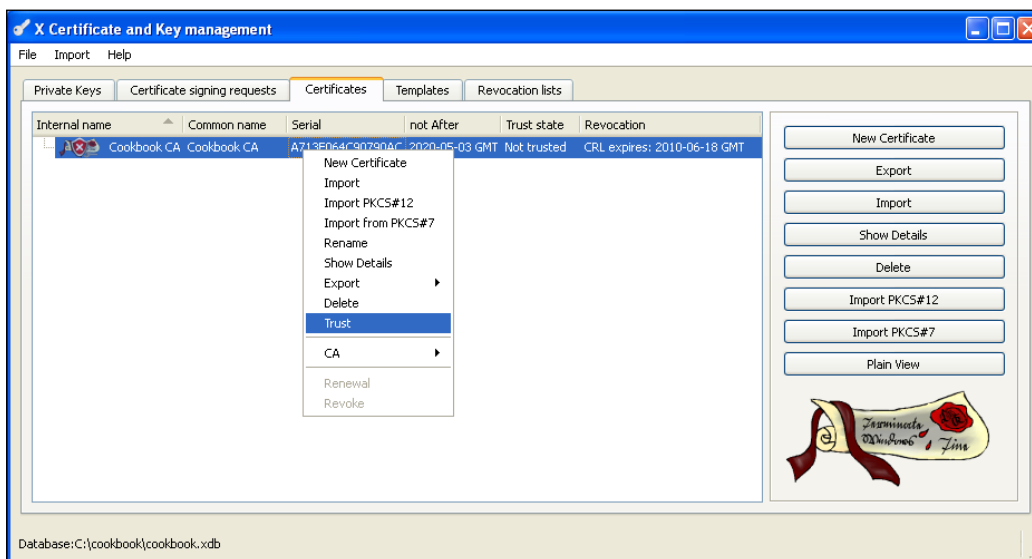 X Certificate and Key management
File Import Help
Private Keys Certificate signing requests Certificates Templates Revocation lists
Internal name Common name Serial not After Trust state Revocation
Cookbook CA Cookbook CA A713E064C90790AC 2020-05-03 GMT Not trusted CRL expires: 2010-06-18 GMT
New Certificate
Import
Import PKCS#12
Import from PKCS#7
Rename
Show Details
Export
Delete
Trust
CA
Renewal
Revoke
New Certificate
Export
Import
Show Details
Delete
Import PKCS#12
Import PKCS#7
Plain View
Database:C:\cookbook\cookbook.xdb